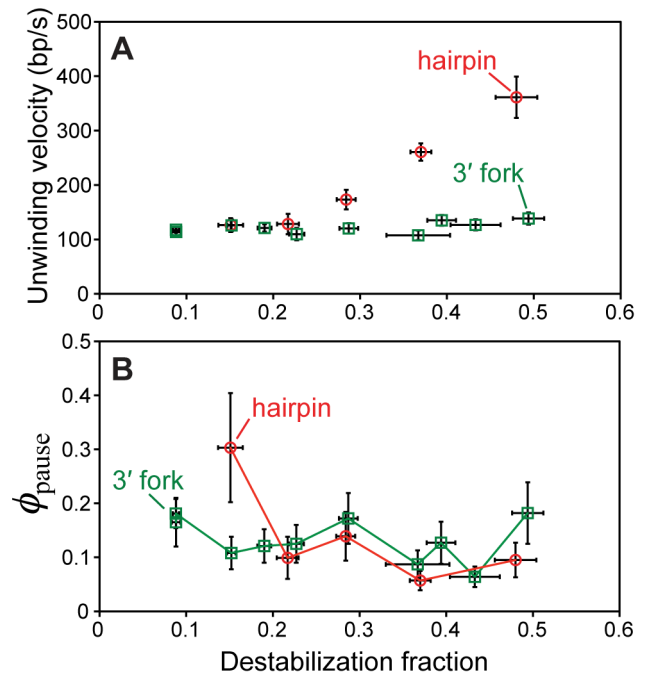 A
Unwinding velocity (bp/s)
500
400
300
200
100
0
hairpin
3′ fork
0 0.1 0.2 0.3 0.4 0.5 0.6
B
ϕpause
0.5
0.4
0.3
0.2
0.1
0
hairpin
3′ fork
0 0.1 0.2 0.3 0.4 0.5 0.6
Destabilization fraction